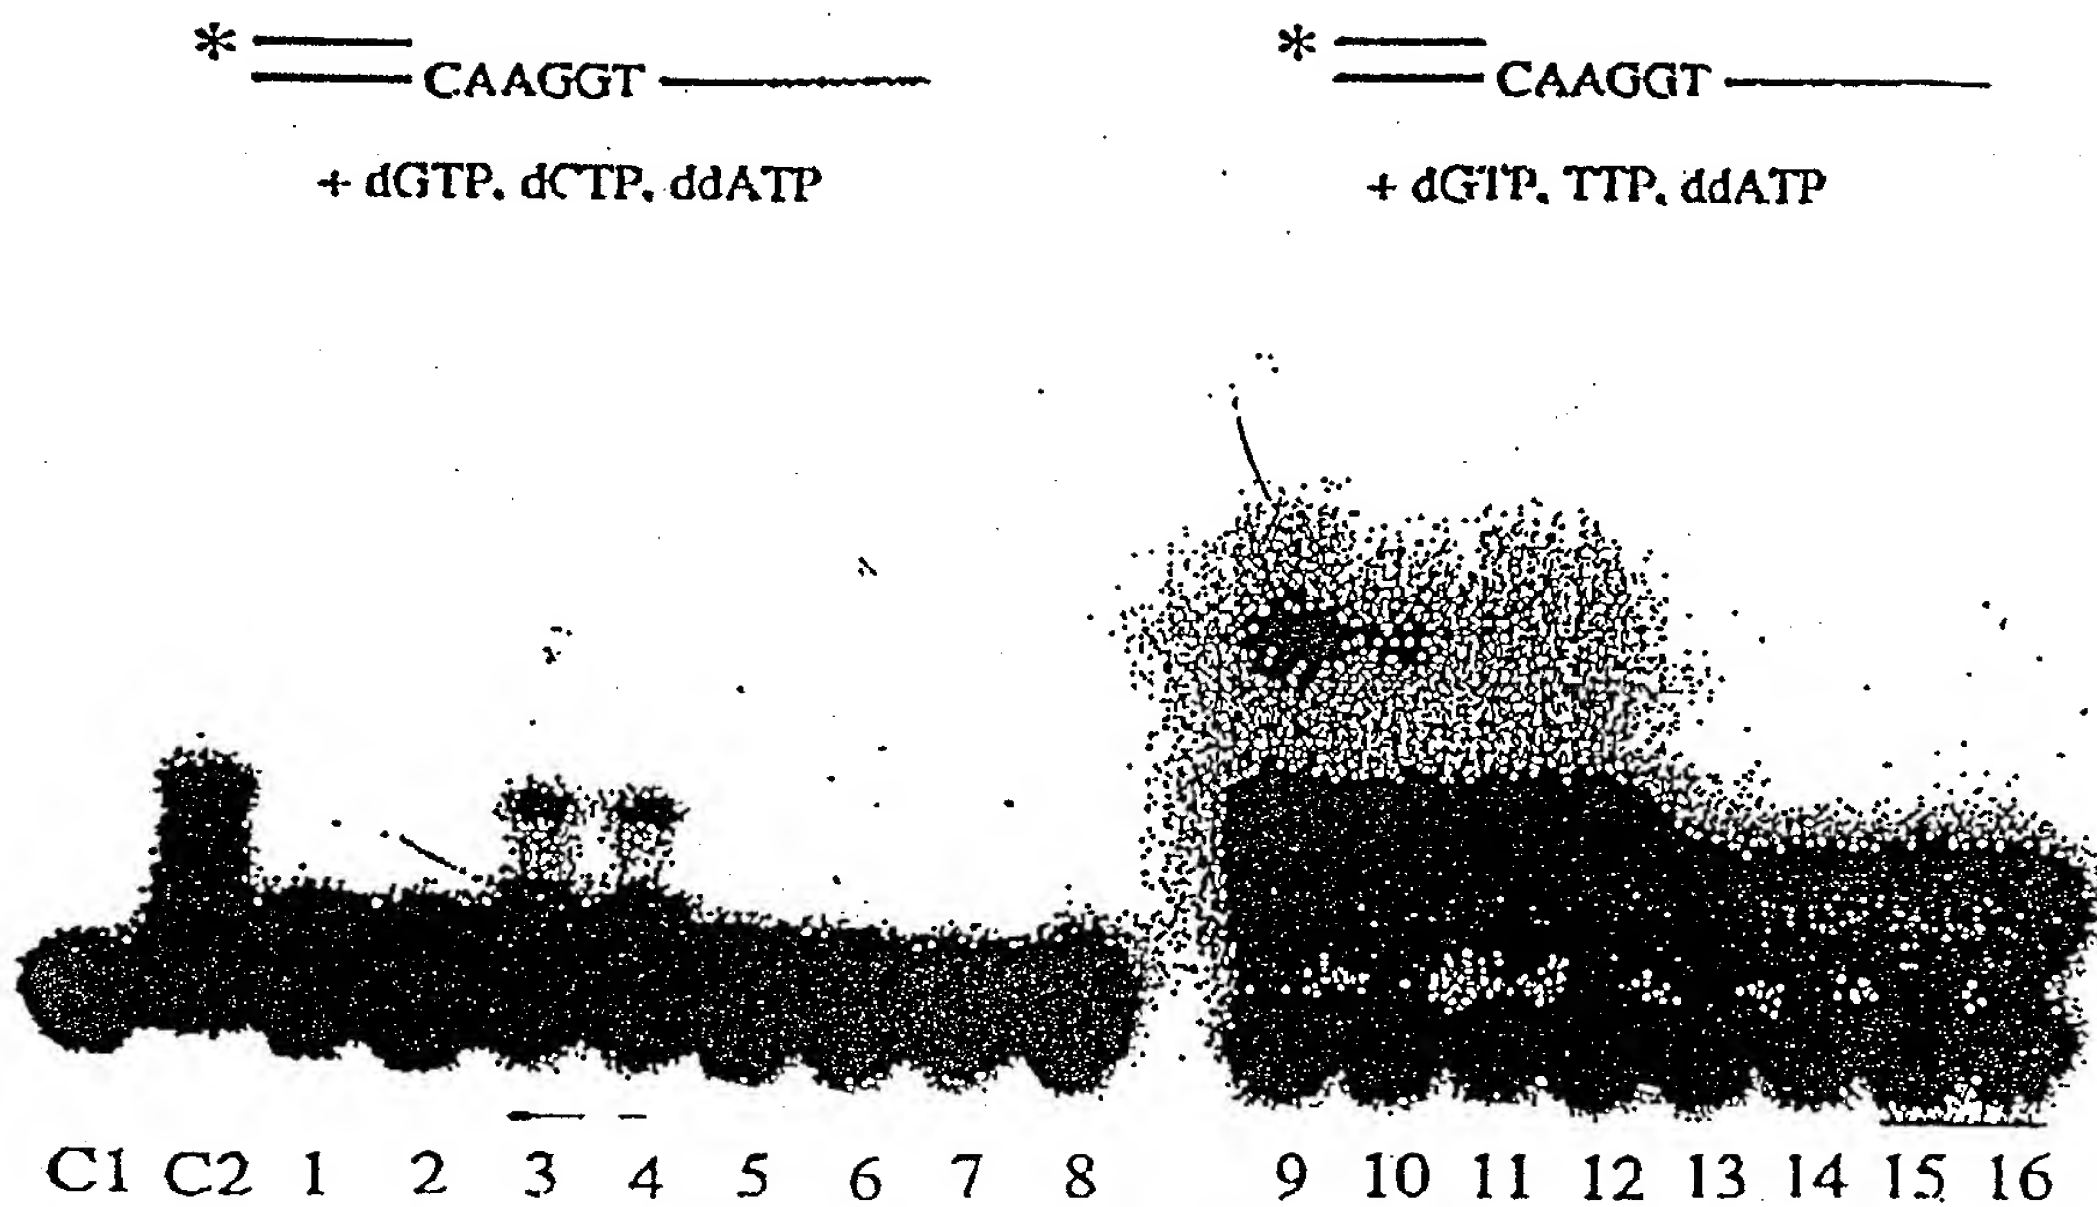 * CAAGGT
+ dGTP, dCTP, ddATP
* CAAGGT
+ dGTP, TTP, ddATP
C1 C2 1 2 3 4 5 6 7 8 9 10 11 12 13 14 15 16